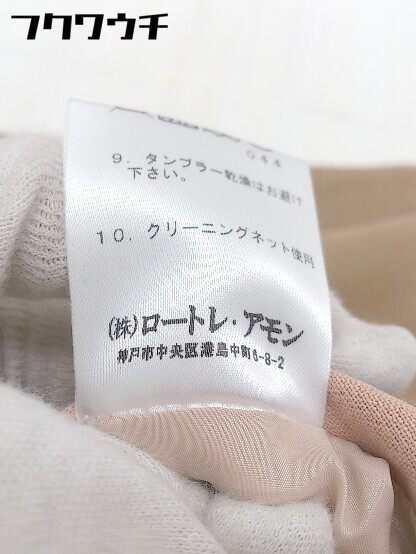 フクワウチ
044
9. タンブラー乾燥はお避け
下さい。
10. クリーニングネット使用
(株)ロートレ・アモン
神戸市中央区港島中町6-8-2